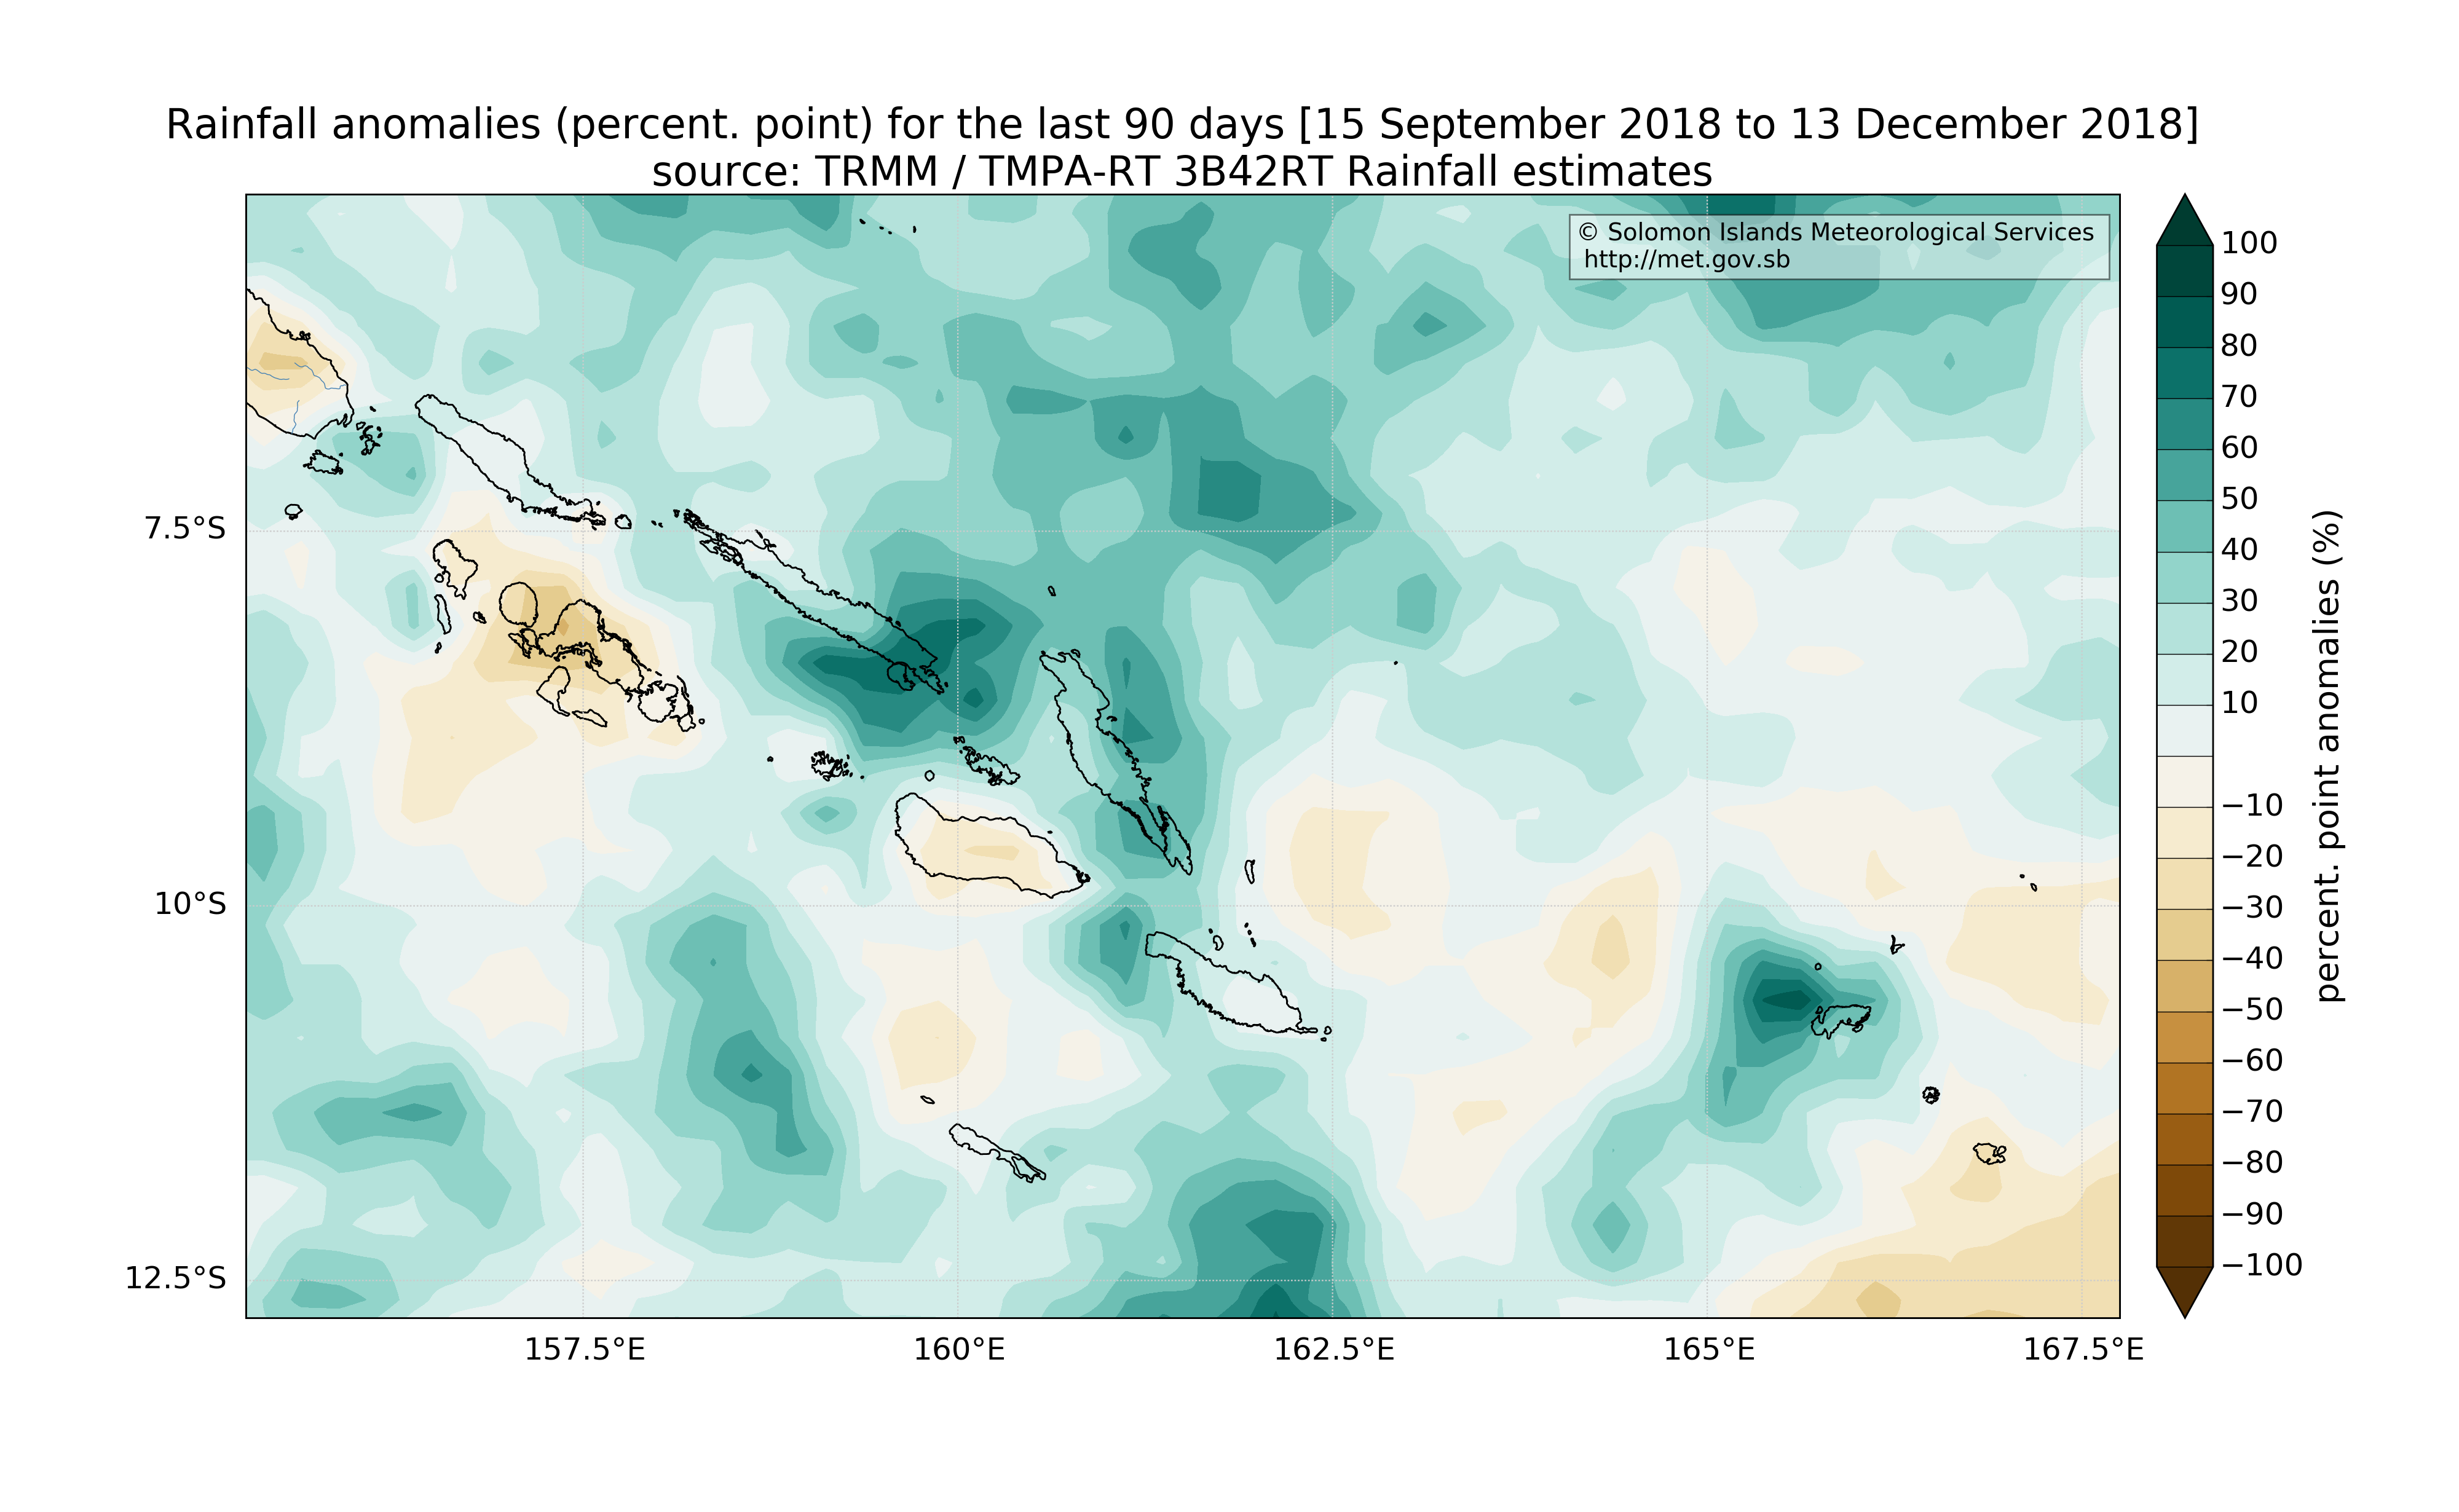 Rainfall anomalies (percent. point) for the last 90 days [15 September 2018 to 13 December 2018]
source: TRMM / TMPA-RT 3B42RT Rainfall estimates
© Solomon Islands Meteorological Services
http://met.gov.sb
7.5°S
10°S
12.5°S
157.5°E
160°E
162.5°E
165°E
167.5°E
100
90
80
70
60
50
40
30
20
10
−10
−20
−30
−40
−50
−60
−70
−80
−90
−100
percent. point anomalies (%)